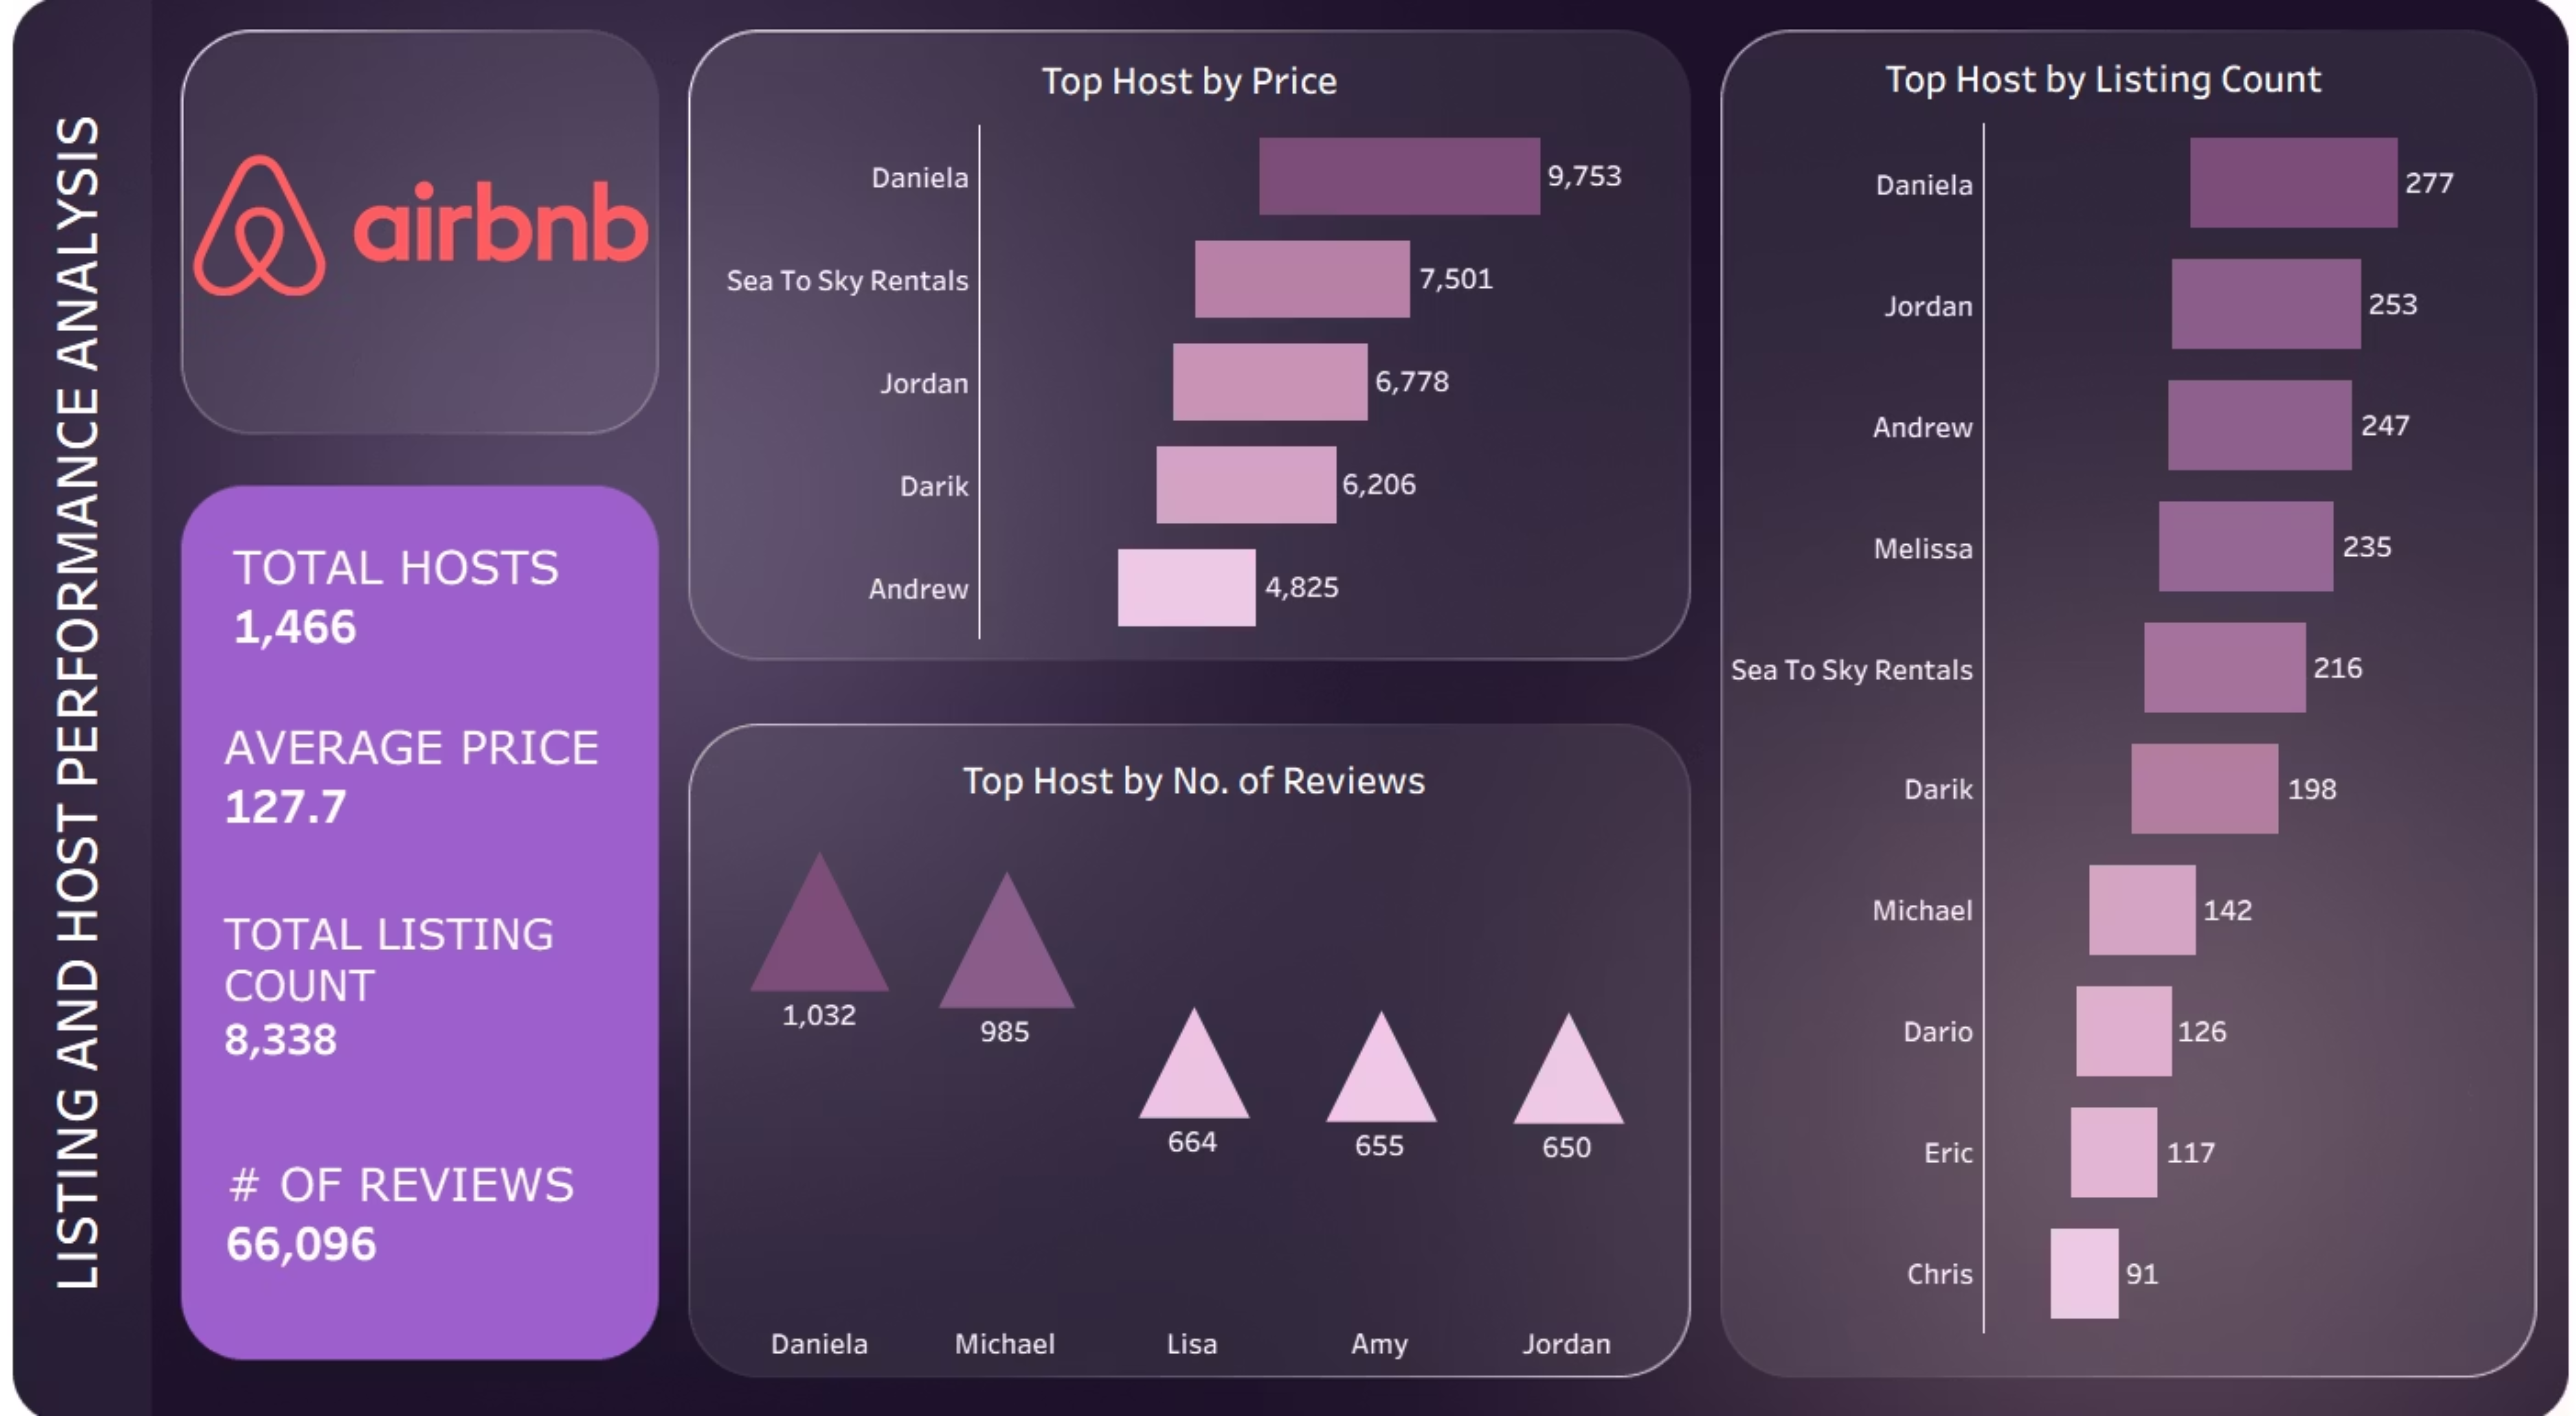 LISTING AND HOST PERFORMANCE ANALYSIS
airbnb
TOTAL HOSTS
1,466
AVERAGE PRICE
127.7
TOTAL LISTING
COUNT
8,338
# OF REVIEWS
66,096
Top Host by Price
Daniela 9,753
Sea To Sky Rentals 7,501
Jordan 6,778
Darik 6,206
Andrew 4,825
Top Host by No. of Reviews
1,032 985 664 655 650
Daniela Michael Lisa Amy Jordan
Top Host by Listing Count
Daniela 277
Jordan 253
Andrew 247
Melissa 235
Sea To Sky Rentals 216
Darik 198
Michael 142
Dario 126
Eric 117
Chris 91